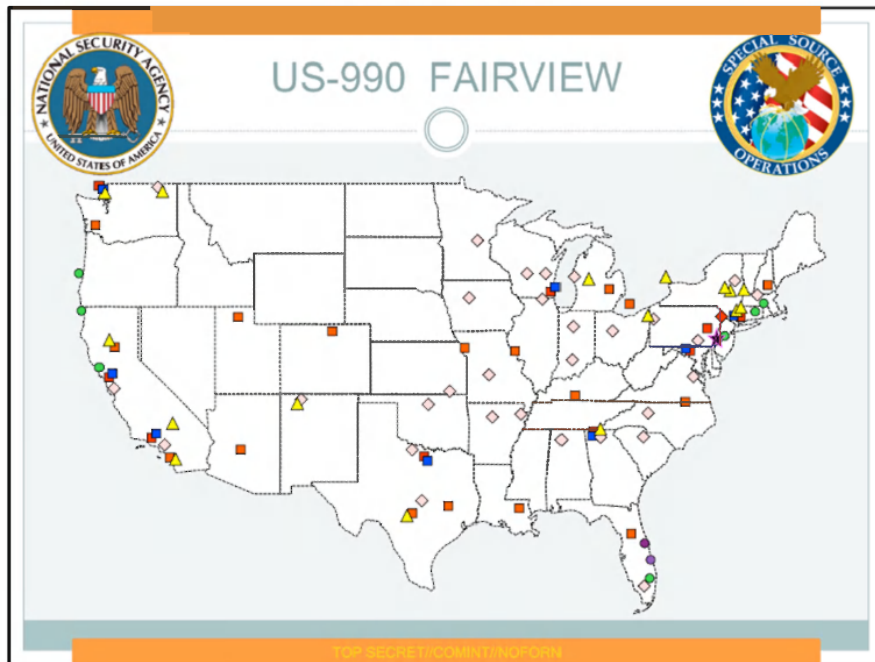 NATIONAL SECURITY AGENCY
UNITED STATES OF AMERICA
US-990 FAIRVIEW
SPECIAL SOURCE
OPERATIONS
TOP SECRET//COMINT//NOFORN